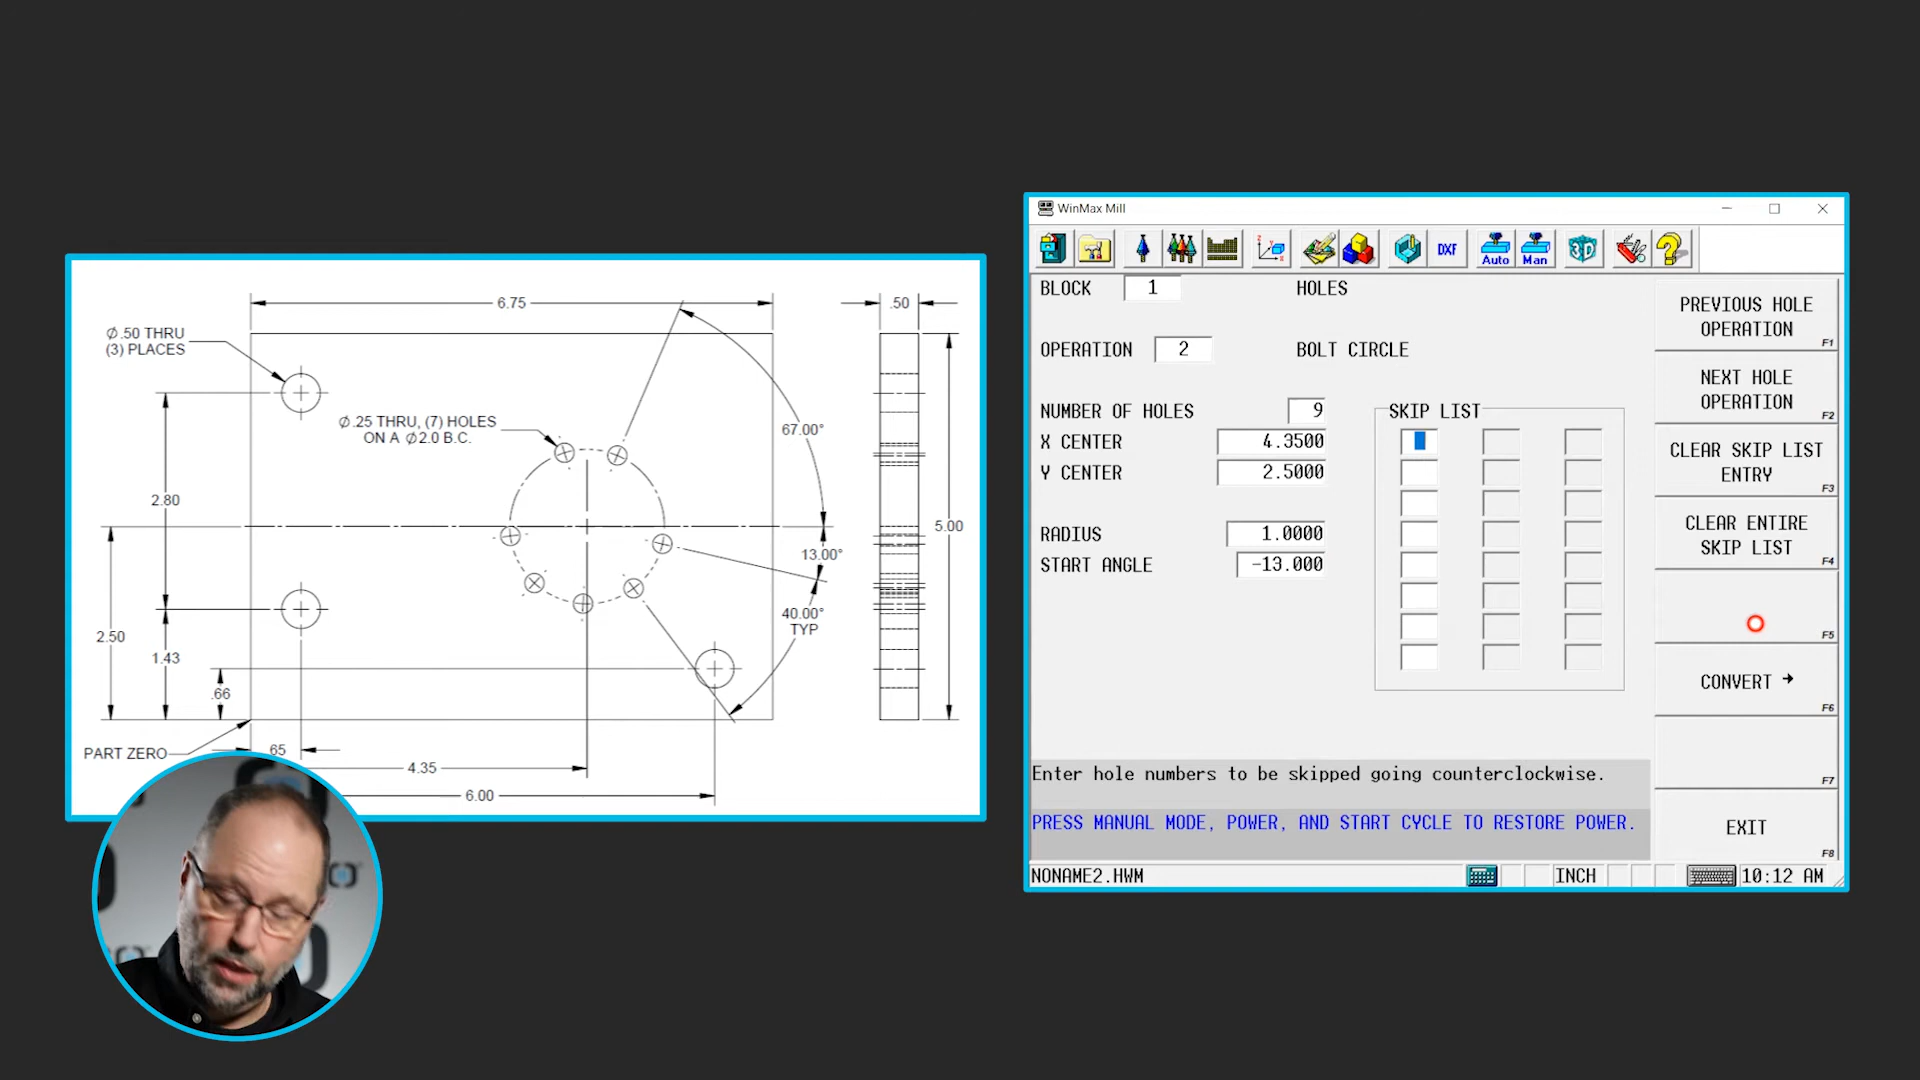 6.75
.50
Ø.50 THRU
(3) PLACES
Ø.25 THRU, (7) HOLES
ON A Ø2.0 B.C.
67.00°
2.80
5.00
13.00°
40.00°
TYP
2.50
1.43
.66
PART ZERO
65
4.35
6.00
WinMax Mill
DXF
Auto
Man
3D
BLOCK 1 HOLES
OPERATION 2 BOLT CIRCLE
NUMBER OF HOLES 9
SKIP LIST
X CENTER 4.3500
Y CENTER 2.5000
RADIUS 1.0000
START ANGLE -13.000
PREVIOUS HOLE
OPERATION
F1
NEXT HOLE
OPERATION
F2
CLEAR SKIP LIST
ENTRY
F3
CLEAR ENTIRE
SKIP LIST
F4
F5
CONVERT →
F6
F7
EXIT
F8
Enter hole numbers to be skipped going counterclockwise.
PRESS MANUAL MODE, POWER, AND START CYCLE TO RESTORE POWER.
NONAME2.HWM INCH 10:12 AM